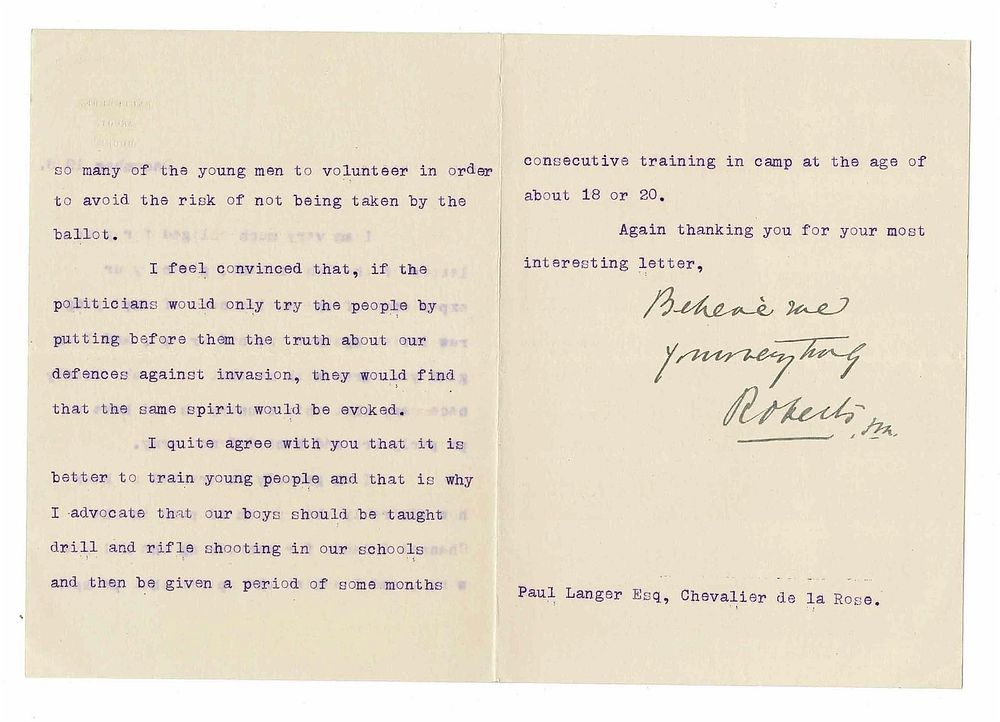 so many of the young men to volunteer in order
to avoid the risk of not being taken by the
ballot.
I feel convinced that, if the
politicians would only try the people by
putting before them the truth about our
defences against invasion, they would find
that the same spirit would be evoked.
I quite agree with you that it is
better to train young people and that is why
I advocate that our boys should be taught
drill and rifle shooting in our schools
and then be given a period of some months
consecutive training in camp at the age of
about 18 or 20.
Again thanking you for your most
interesting letter,
Believe me
Yours very truly
Roberts, FM.
Paul Langer Esq, Chevalier de la Rose.